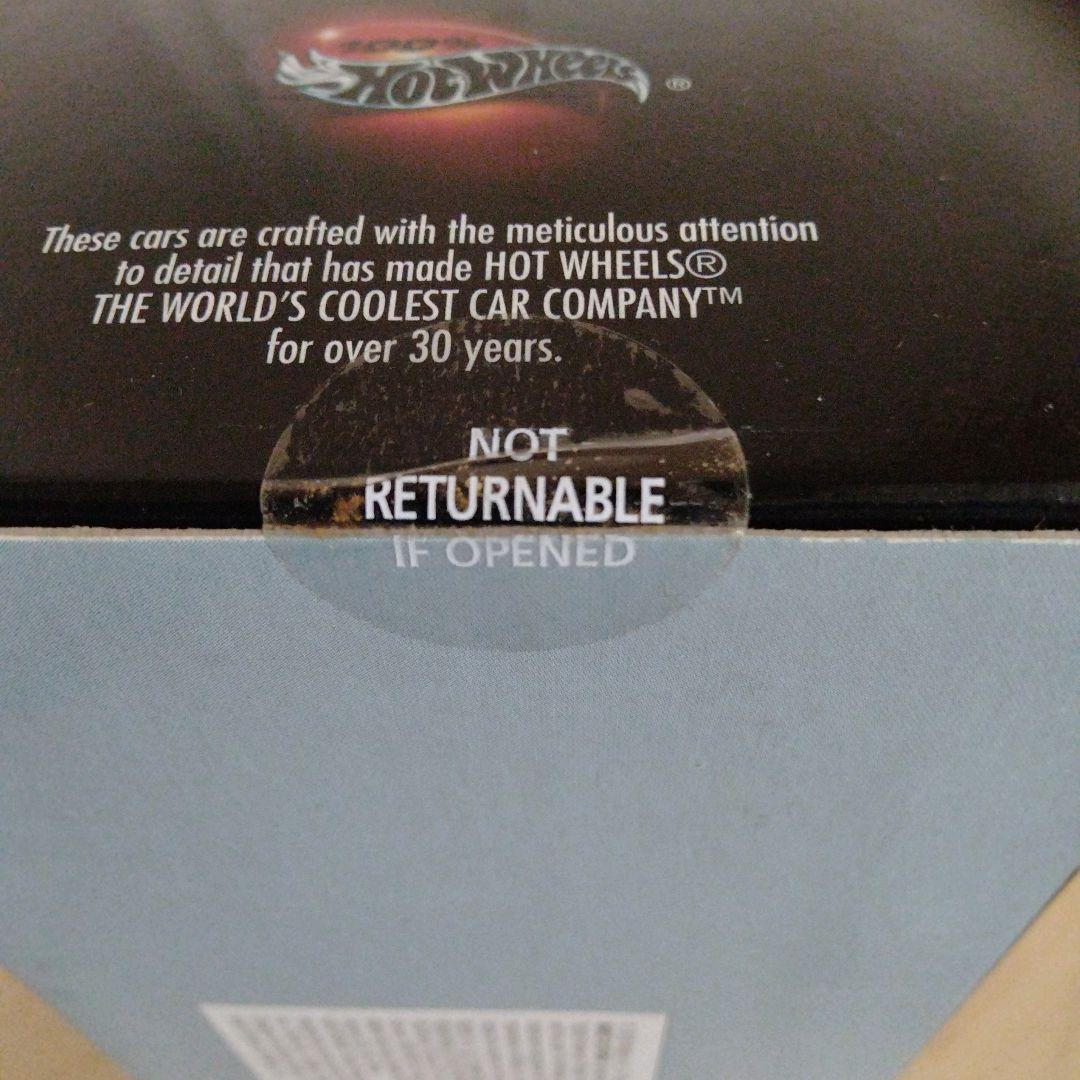 100%
HOT WHEELS®
These cars are crafted with the meticulous attention
to detail that has made HOT WHEELS®
THE WORLD'S COOLEST CAR COMPANY™
for over 30 years.
NOT
RETURNABLE
IF OPENED